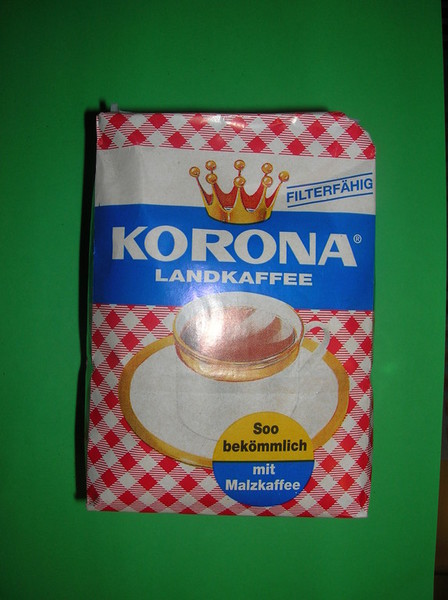 FILTERFÄHIG
KORONA®
LANDKAFFEE
Soo
bekömmlich
mit
Malzkaffee